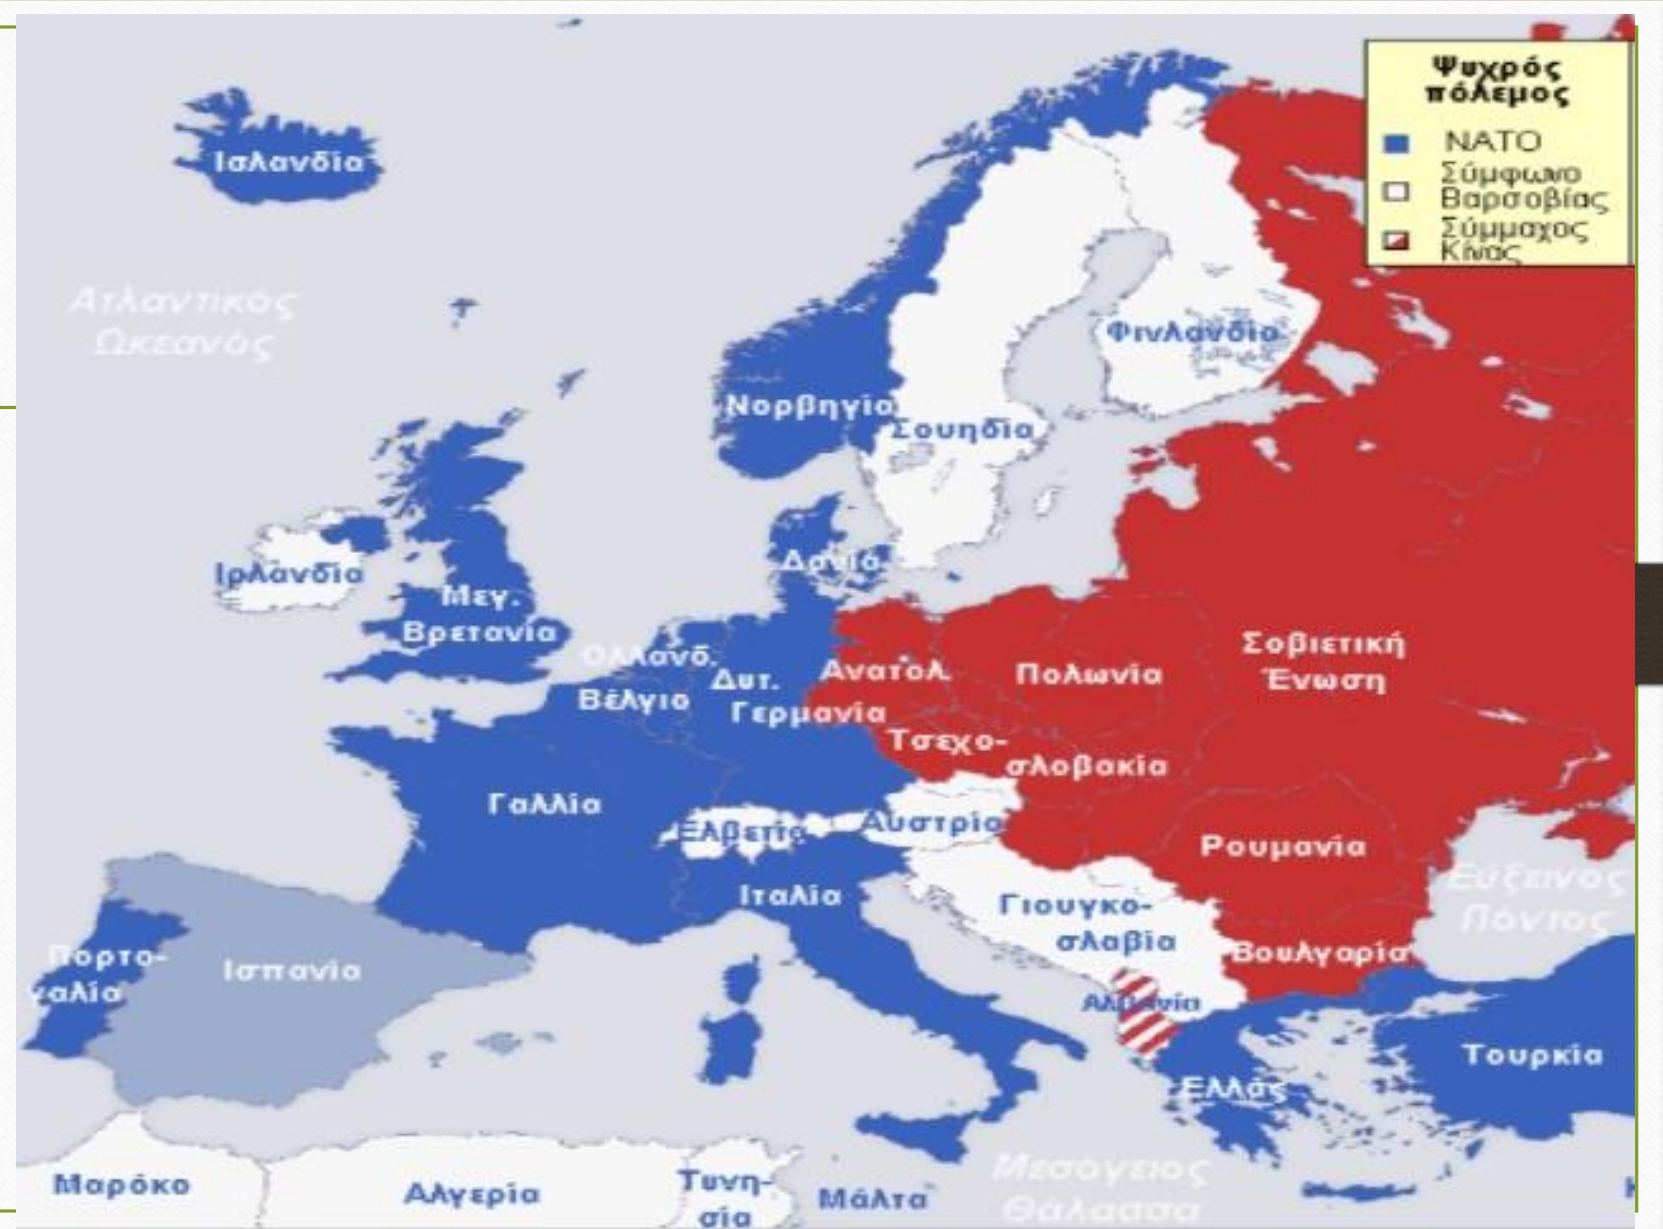 Ψυχρός
πόλεμος
NATO
Σύμφωνο
Βαρσοβίας
Σύμμαχος
Κίνας
Ισλανδία
Ατλαντικός
Ωκεανός
Φινλανδία
Νορβηγία
Σουηδία
Δανία
Ιρλανδία
Μεγ.
Βρετανία
Ολλανδ.
Βέλγιο
Δυτ.
Ανατολ.
Γερμανία
Πολωνία
Σοβιετική
Ένωση
Τσεχο-
σλοβακία
Γαλλία
Ελβετία
Αυστρία
Ρουμανία
Ιταλία
Γιουγκο-
σλαβία
Βουλγαρία
Εύξεινος
Πόντος
Πορτο-
γαλία
Ισπανία
Αλβανία
Ελλάς
Τουρκία
Μαρόκο
Αλγερία
Τυνη-
σία
Μάλτα
Μεσόγειος
Θάλασσα